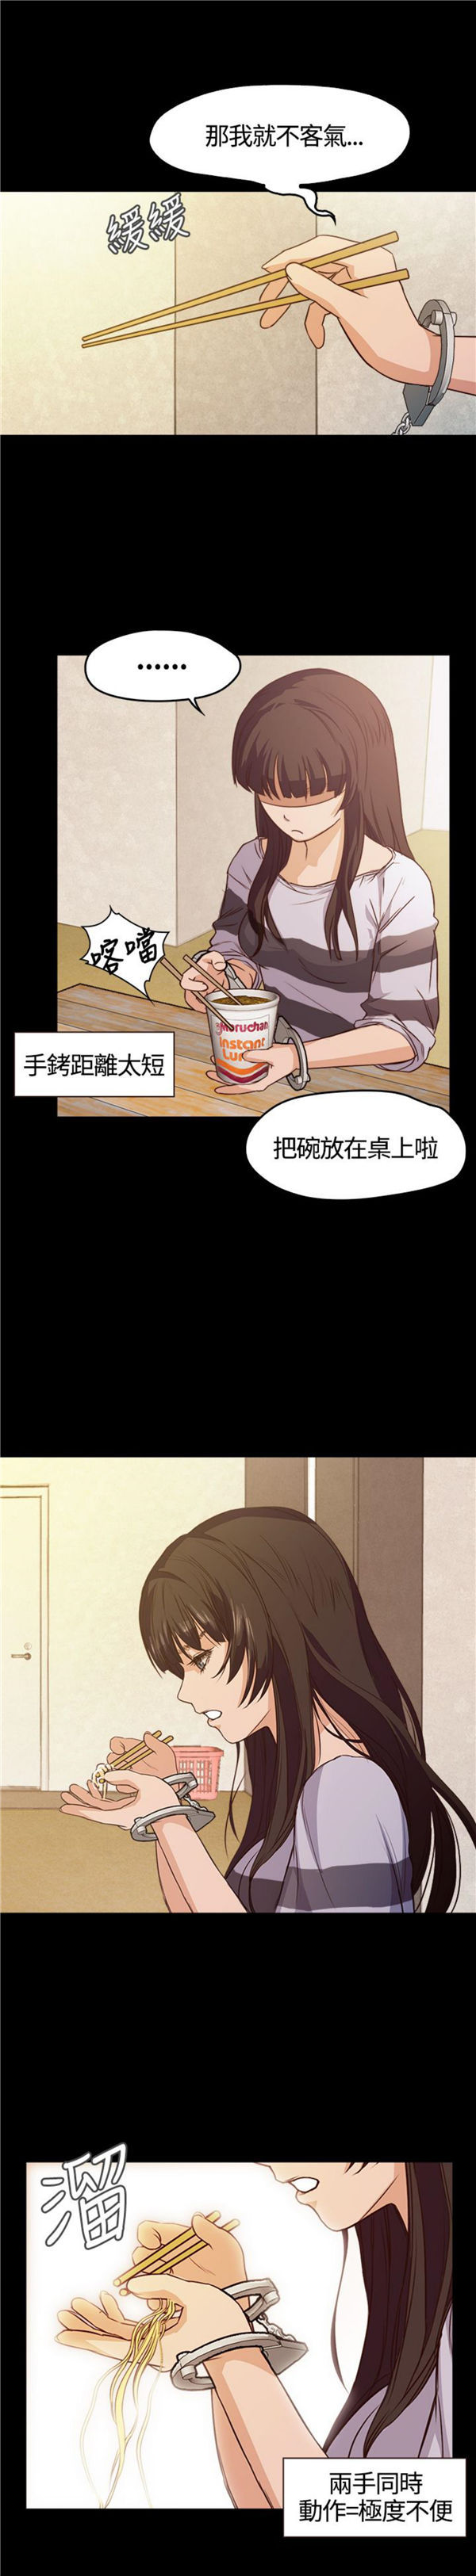 那我就不客氣...
緩緩
......
喀噹
Maruchan
Instant
Lun
手銬距離太短
把碗放在桌上啦
溜
兩手同時
動作=極度不便